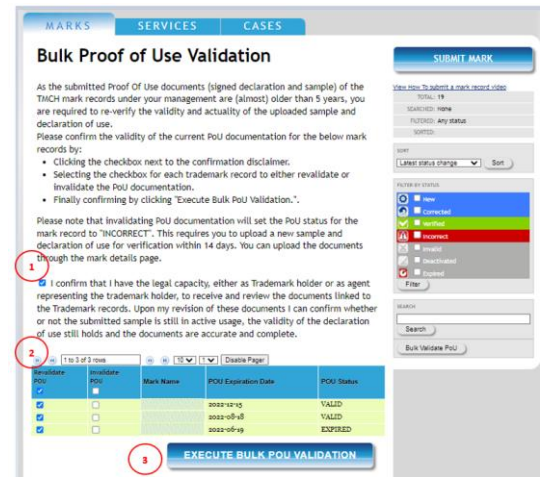 MARKS SERVICES CASES
Bulk Proof of Use Validation
As the submitted Proof Of Use documents (signed declaration and sample) of the
TMCH mark records under your management are (almost) older than 5 years, you
are required to re-verify the validity and actuality of the uploaded sample and
declaration of use.
Please confirm the validity of the current PoU documentation for the below mark
records by:
• Clicking the checkbox next to the confirmation disclaimer.
• Selecting the checkbox for each trademark record to either revalidate or
invalidate the PoU documentation.
• Finally confirming by clicking "Execute Bulk PoU Validation.".
Please note that invalidating PoU documentation will set the PoU status for the
mark record to "INCORRECT". This requires you to upload a new sample and
declaration of use for verification within 14 days. You can upload the documents
through the mark details page.
1
I confirm that I have the legal capacity, either as Trademark holder or as agent
representing the trademark holder, to receive and review the documents linked to
the Trademark records. Upon my revision of these documents I can confirm whether
or not the submitted sample is still in active usage, the validity of the declaration
of use still holds and the documents are accurate and complete.
2
1 to 3 of 3 rows 10 1 Disable Pager
Revalidate POU Invalidate POU Mark Name POU Expiration Date POU Status
2022-12-15 VALID
2022-08-18 VALID
2022-06-19 EXPIRED
3
EXECUTE BULK POU VALIDATION
SUBMIT MARK
View How To submit a mark record video
TOTAL: 19
SEARCHED: None
FILTERED: Any status
SORTED:
SORT
Latest status change Sort
FILTER BY STATUS
New
Corrected
Verified
Incorrect
Invalid
Deactivated
Expired
Filter
SEARCH
Search
Bulk Validate PoU